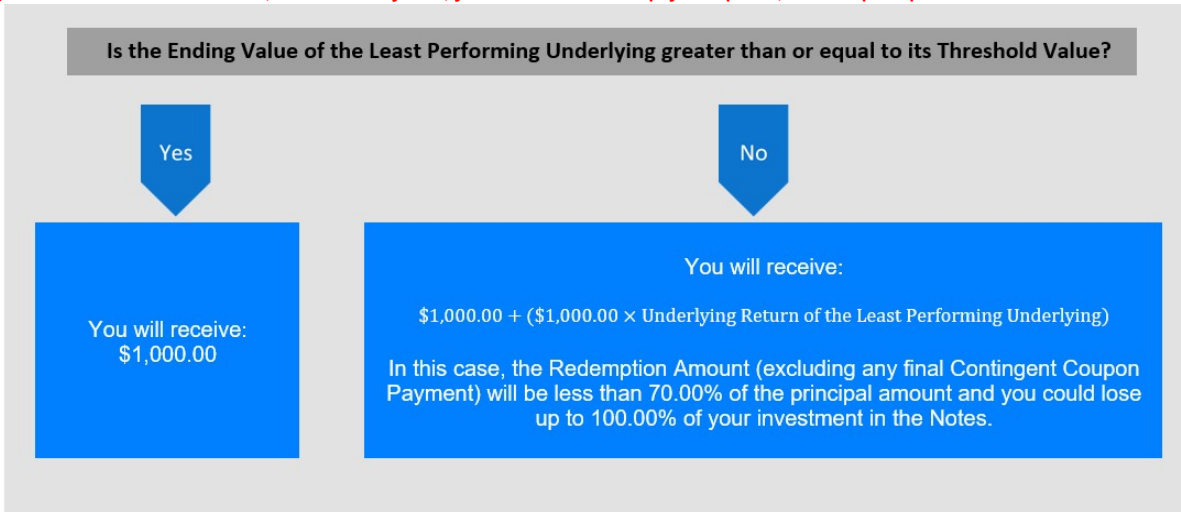 Is the Ending Value of the Least Performing Underlying greater than or equal to its Threshold Value?
Yes
No
You will receive:
$1,000.00
You will receive:
$1,000.00 + ($1,000.00 × Underlying Return of the Least Performing Underlying)
In this case, the Redemption Amount (excluding any final Contingent Coupon
Payment) will be less than 70.00% of the principal amount and you could lose
up to 100.00% of your investment in the Notes.